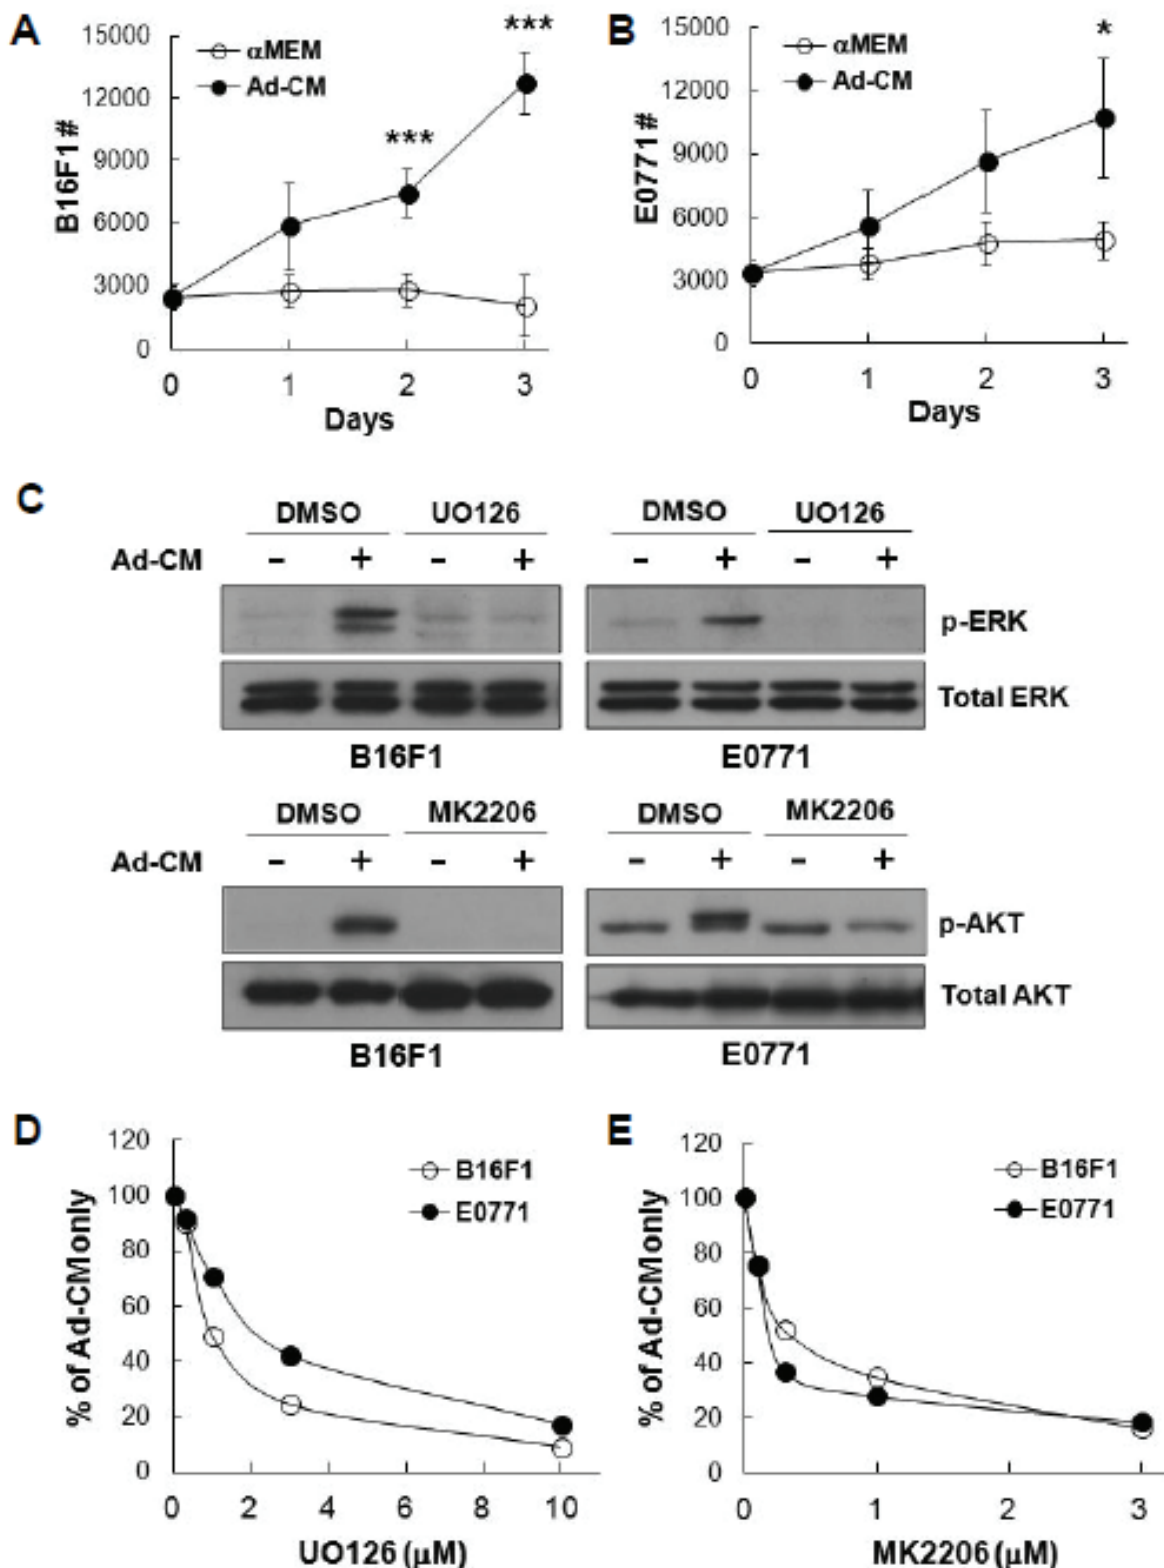 A
15000
12000
9000
6000
3000
0
B16F1#
αMEM
Ad-CM
***
***
0 1 2 3
Days
B
15000
12000
9000
6000
3000
0
E0771#
αMEM
Ad-CM
*
0 1 2 3
Days
C
DMSO UO126 DMSO UO126
Ad-CM - + - + - + - +
p-ERK
Total ERK
B16F1 E0771
DMSO MK2206 DMSO MK2206
Ad-CM - + - + - + - +
p-AKT
Total AKT
B16F1 E0771
D
120
100
80
60
40
20
0
% of Ad-CMonly
B16F1
E0771
0 2 4 6 8 10
UO126 (μM)
E
120
100
80
60
40
20
0
% of Ad-CMonly
B16F1
E0771
0 1 2 3
MK2206 (μM)